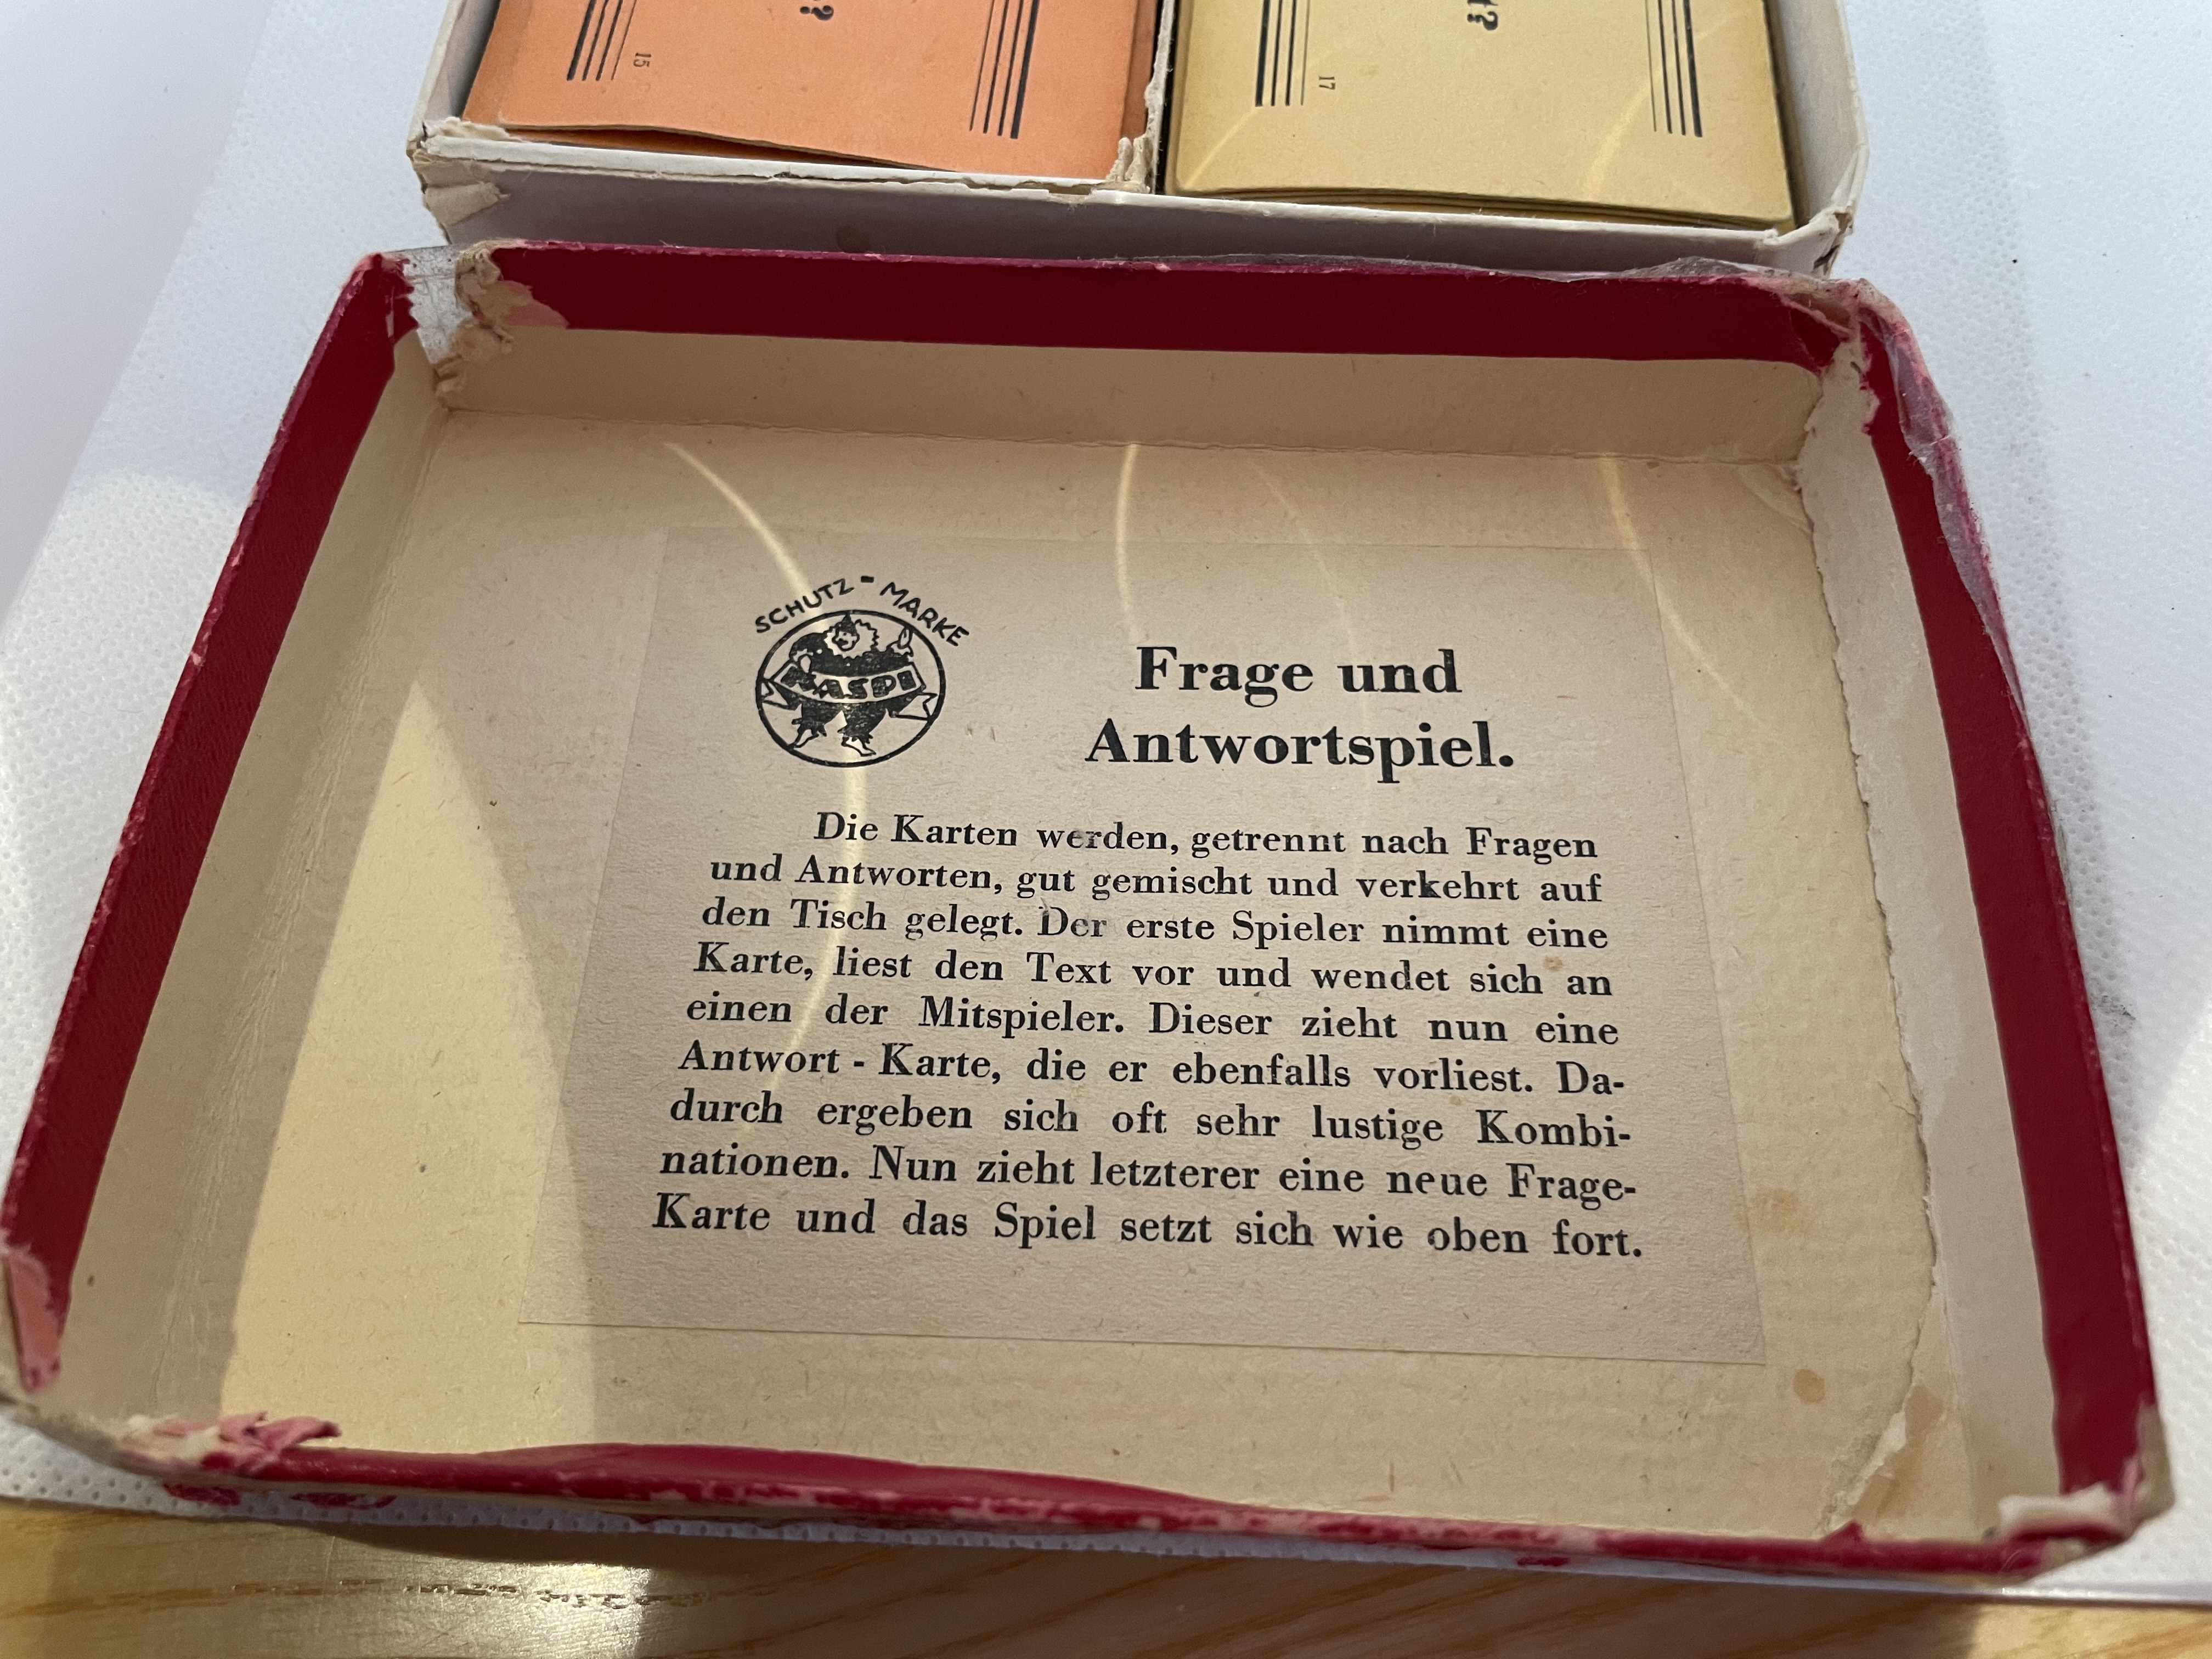 ?
15
t?
17
SCHUTZ - MARKE
HASPI
Frage und
Antwortspiel.
Die Karten werden, getrennt nach Fragen
und Antworten, gut gemischt und verkehrt auf
den Tisch gelegt. Der erste Spieler nimmt eine
Karte, liest den Text vor und wendet sich an
einen der Mitspieler. Dieser zieht nun eine
Antwort - Karte, die er ebenfalls vorliest. Da-
durch ergeben sich oft sehr lustige Kombi-
nationen. Nun zieht letzterer eine neue Frage-
Karte und das Spiel setzt sich wie oben fort.